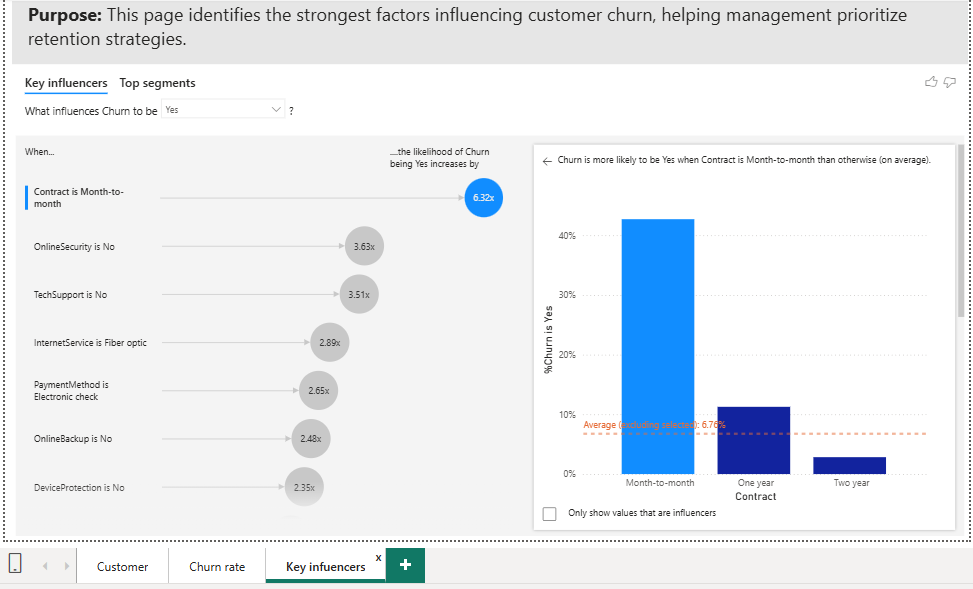 Purpose: This page identifies the strongest factors influencing customer churn, helping management prioritize
retention strategies.
Key influencers Top segments
What influences Churn to be Yes ?
When...
....the likelihood of Churn
being Yes increases by
Contract is Month-to-
month
6.32x
OnlineSecurity is No
3.63x
TechSupport is No
3.51x
InternetService is Fiber optic
2.89x
PaymentMethod is
Electronic check
2.65x
OnlineBackup is No
2.48x
DeviceProtection is No
2.35x
Churn is more likely to be Yes when Contract is Month-to-month than otherwise (on average).
%Churn is Yes
40%
30%
20%
10%
0%
Average (excluding selected): 6.76%
Month-to-month One year Two year
Contract
Only show values that are influencers
Customer Churn rate Key infuencers x +